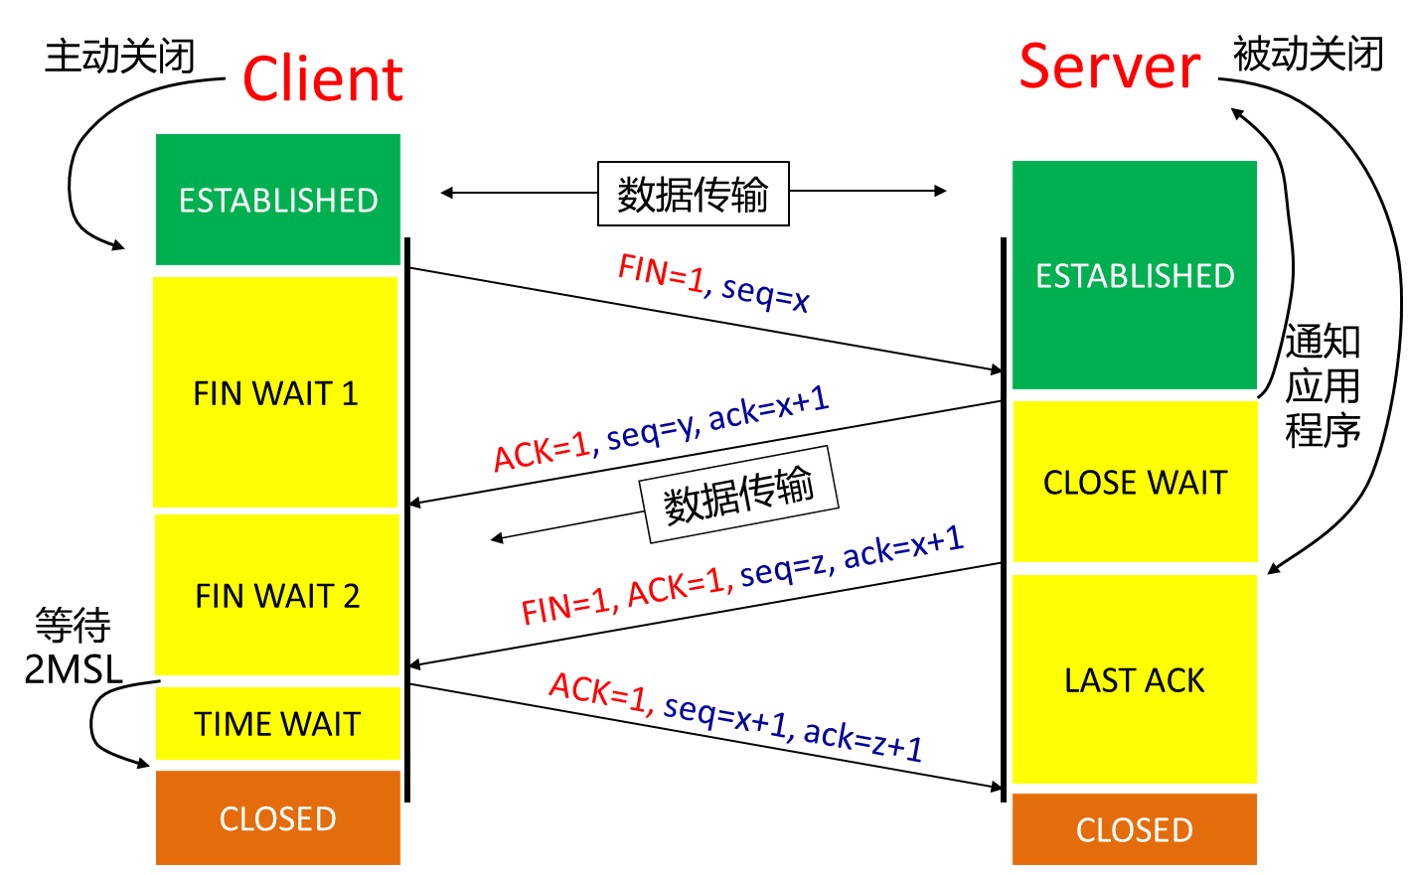 主动关闭
Client
Server
被动关闭
ESTABLISHED
数据传输
ESTABLISHED
FIN=1, seq=x
通知
应用
程序
FIN WAIT 1
ACK=1, seq=y, ack=x+1
数据传输
CLOSE WAIT
FIN WAIT 2
FIN=1, ACK=1, seq=z, ack=x+1
等待
2MSL
LAST ACK
TIME WAIT
ACK=1, seq=x+1, ack=z+1
CLOSED
CLOSED